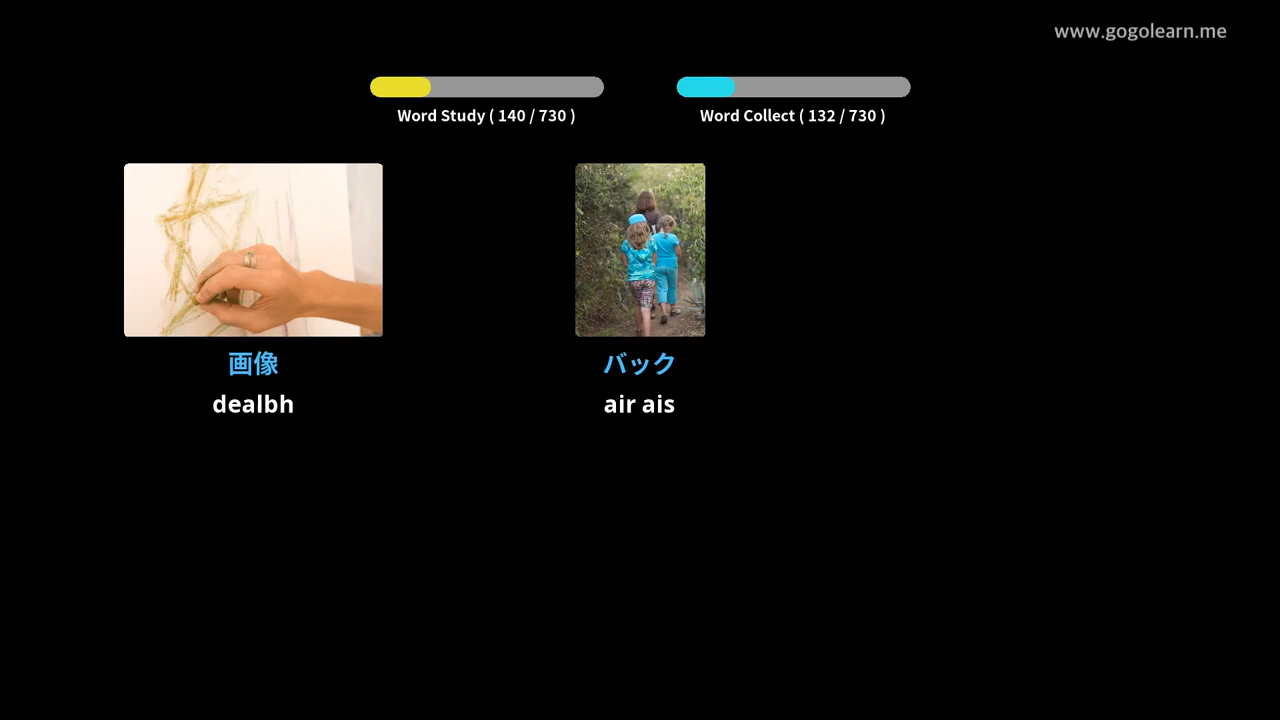 www.gogolearn.me
Word Study ( 140 / 730 )
Word Collect ( 132 / 730 )
画像
dealbh
バック
air ais